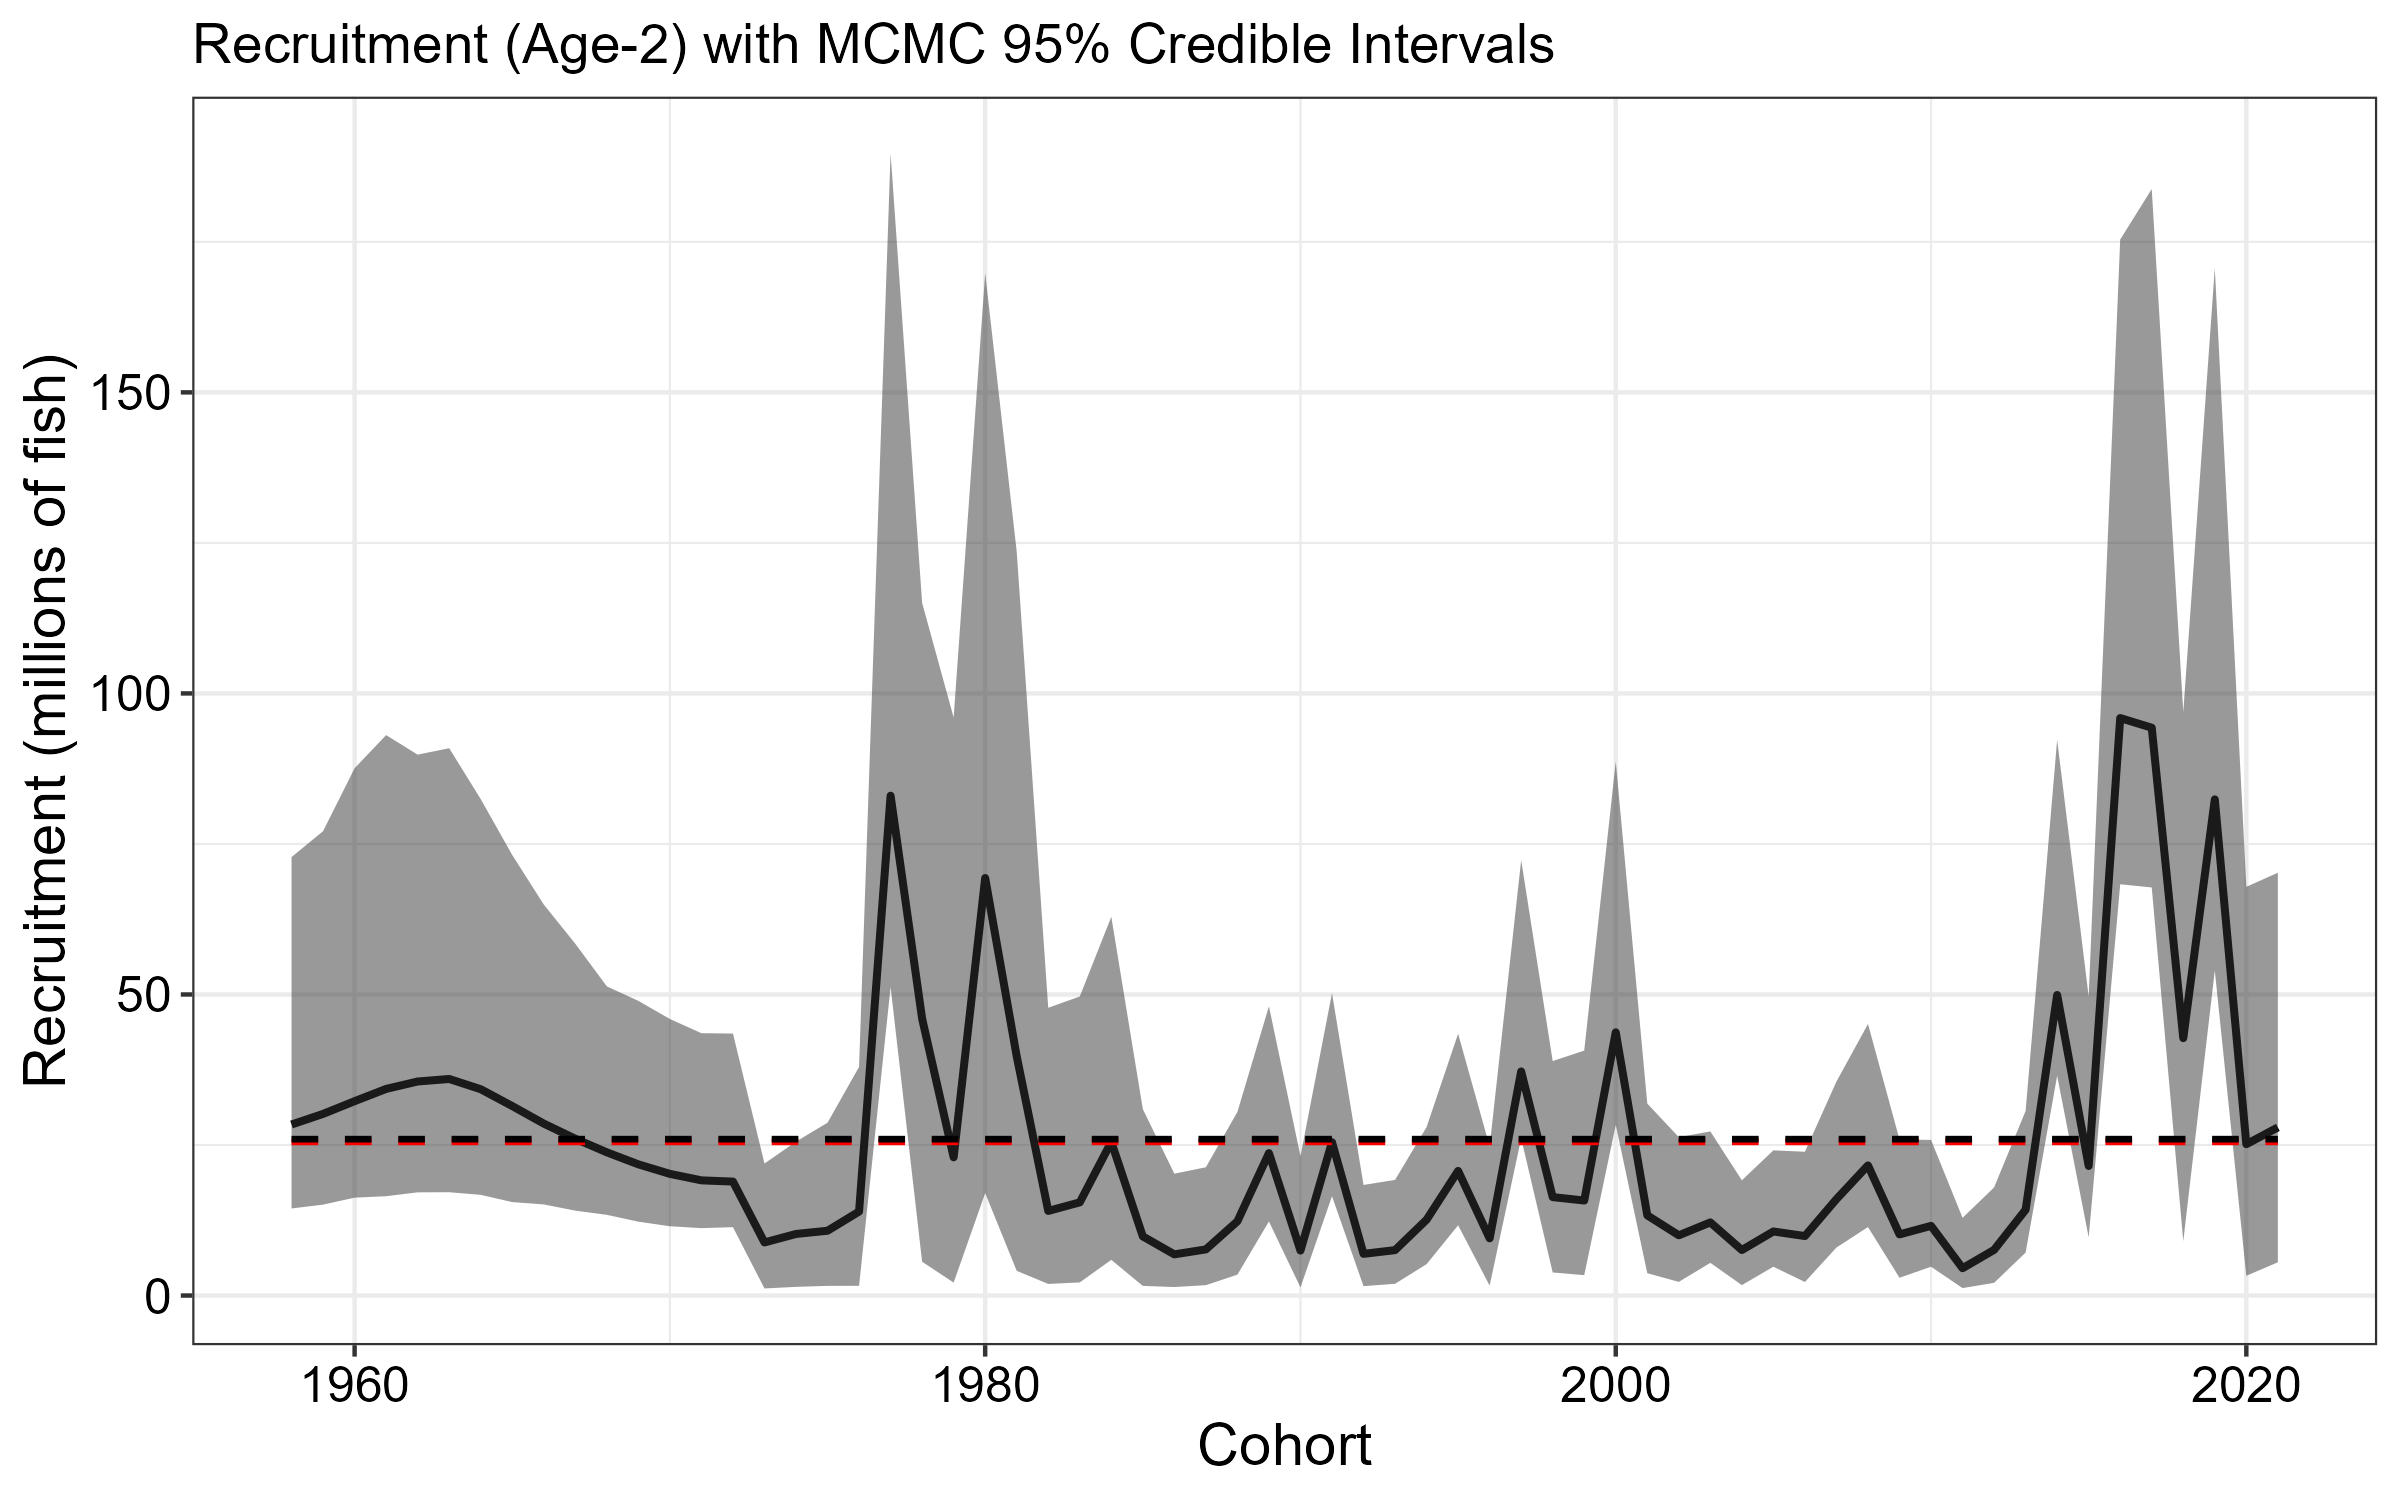 Recruitment (Age-2) with MCMC 95% Credible Intervals
Recruitment (millions of fish)
150
100
50
0
1960 1980 2000 2020
Cohort